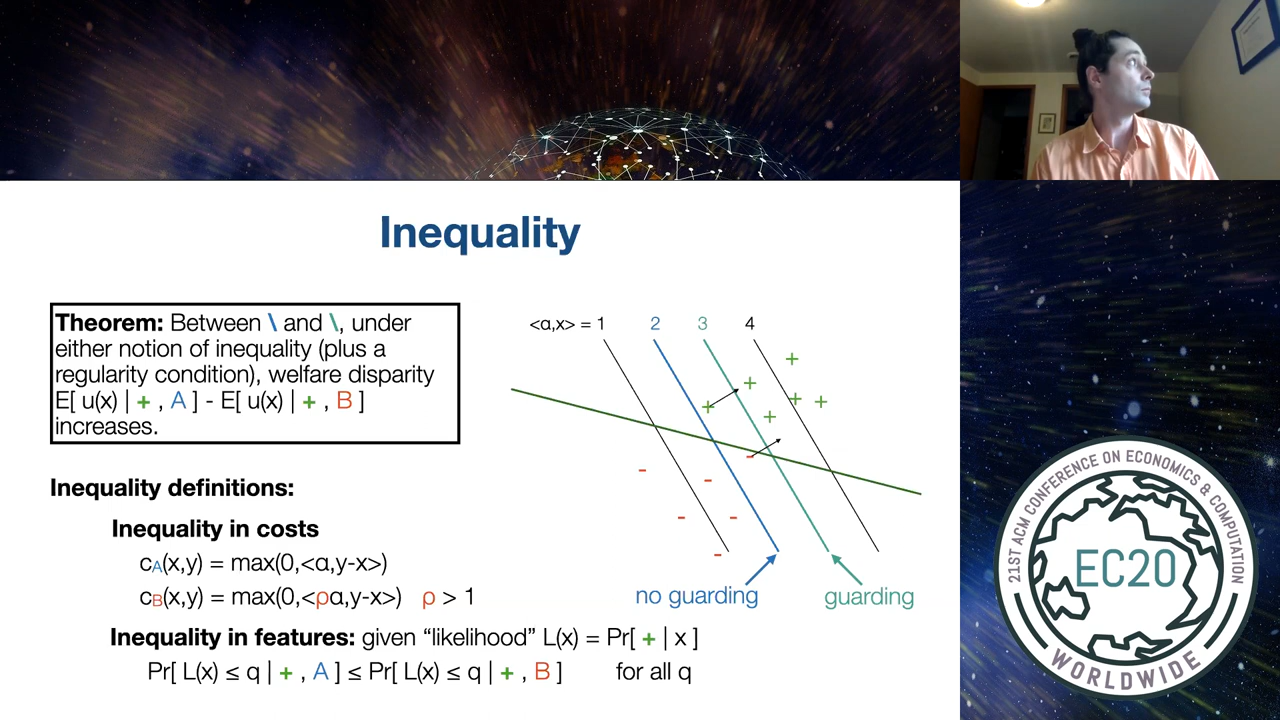 Inequality
Theorem: Between \ and \, under
either notion of inequality (plus a
regularity condition), welfare disparity
E[ u(x) | + , A ] - E[ u(x) | + , B ]
increases.
<α,x> = 1 2 3 4
no guarding
guarding
Inequality definitions:
Inequality in costs
cA(x,y) = max(0,<α,y-x>)
cB(x,y) = max(0,<ρα,y-x>) ρ > 1
Inequality in features: given “likelihood” L(x) = Pr[ + | x ]
Pr[ L(x) ≤ q | + , A ] ≤ Pr[ L(x) ≤ q | + , B ] for all q
21ST ACM CONFERENCE ON ECONOMICS & COMPUTATION
EC20
WORLDWIDE